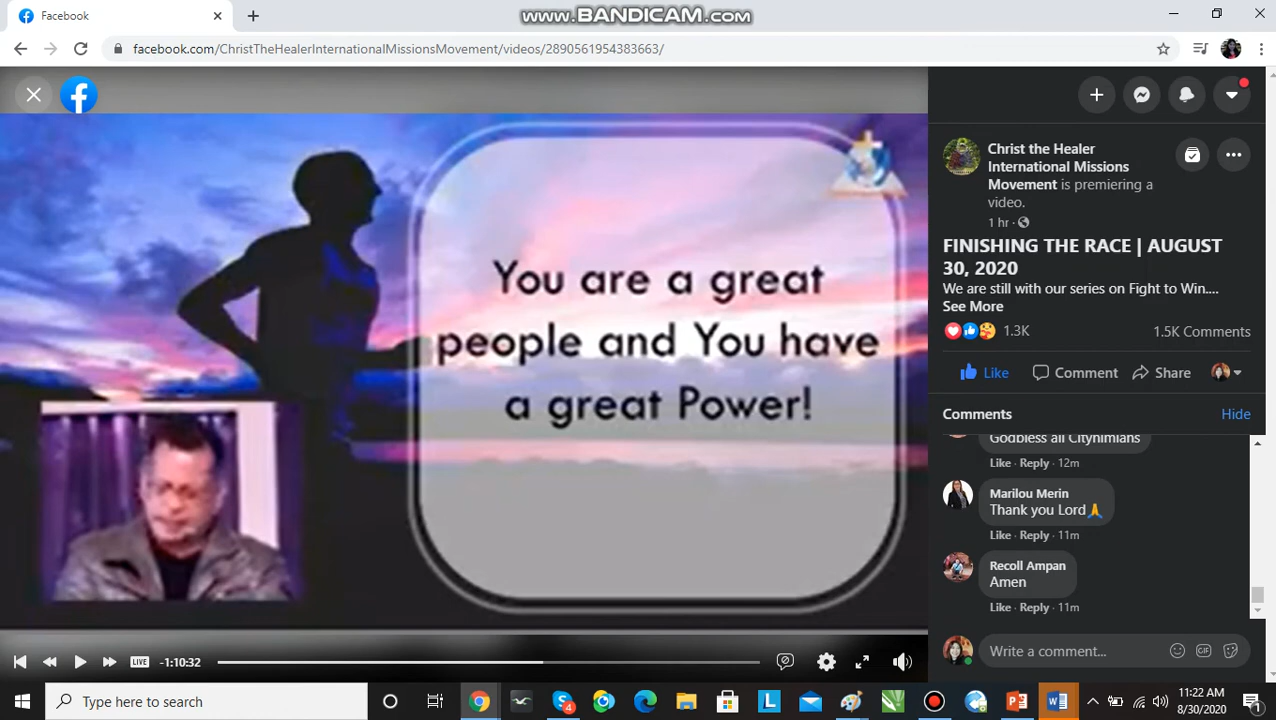 Facebook
www.BANDICAM.com
facebook.com/ChristTheHealerInternationalMissionsMovement/videos/2890561954383663/
You are a great
people and You have
a great Power!
LIVE
-1:10:32
Christ the Healer
International Missions
Movement is premiering a
video.
1 hr ·
FINISHING THE RACE | AUGUST
30, 2020
We are still with our series on Fight to Win....
See More
1.3K
1.5K Comments
Like
Comment
Share
Comments
Hide
Godbless all Citynimians
Like · Reply · 12m
Marilou Merin
Thank you Lord🙏
Like · Reply · 11m
Recoll Ampan
Amen
Like · Reply · 11m
Write a comment...
GIF
Type here to search
4
L
P
W
11:22 AM
8/30/2020
1